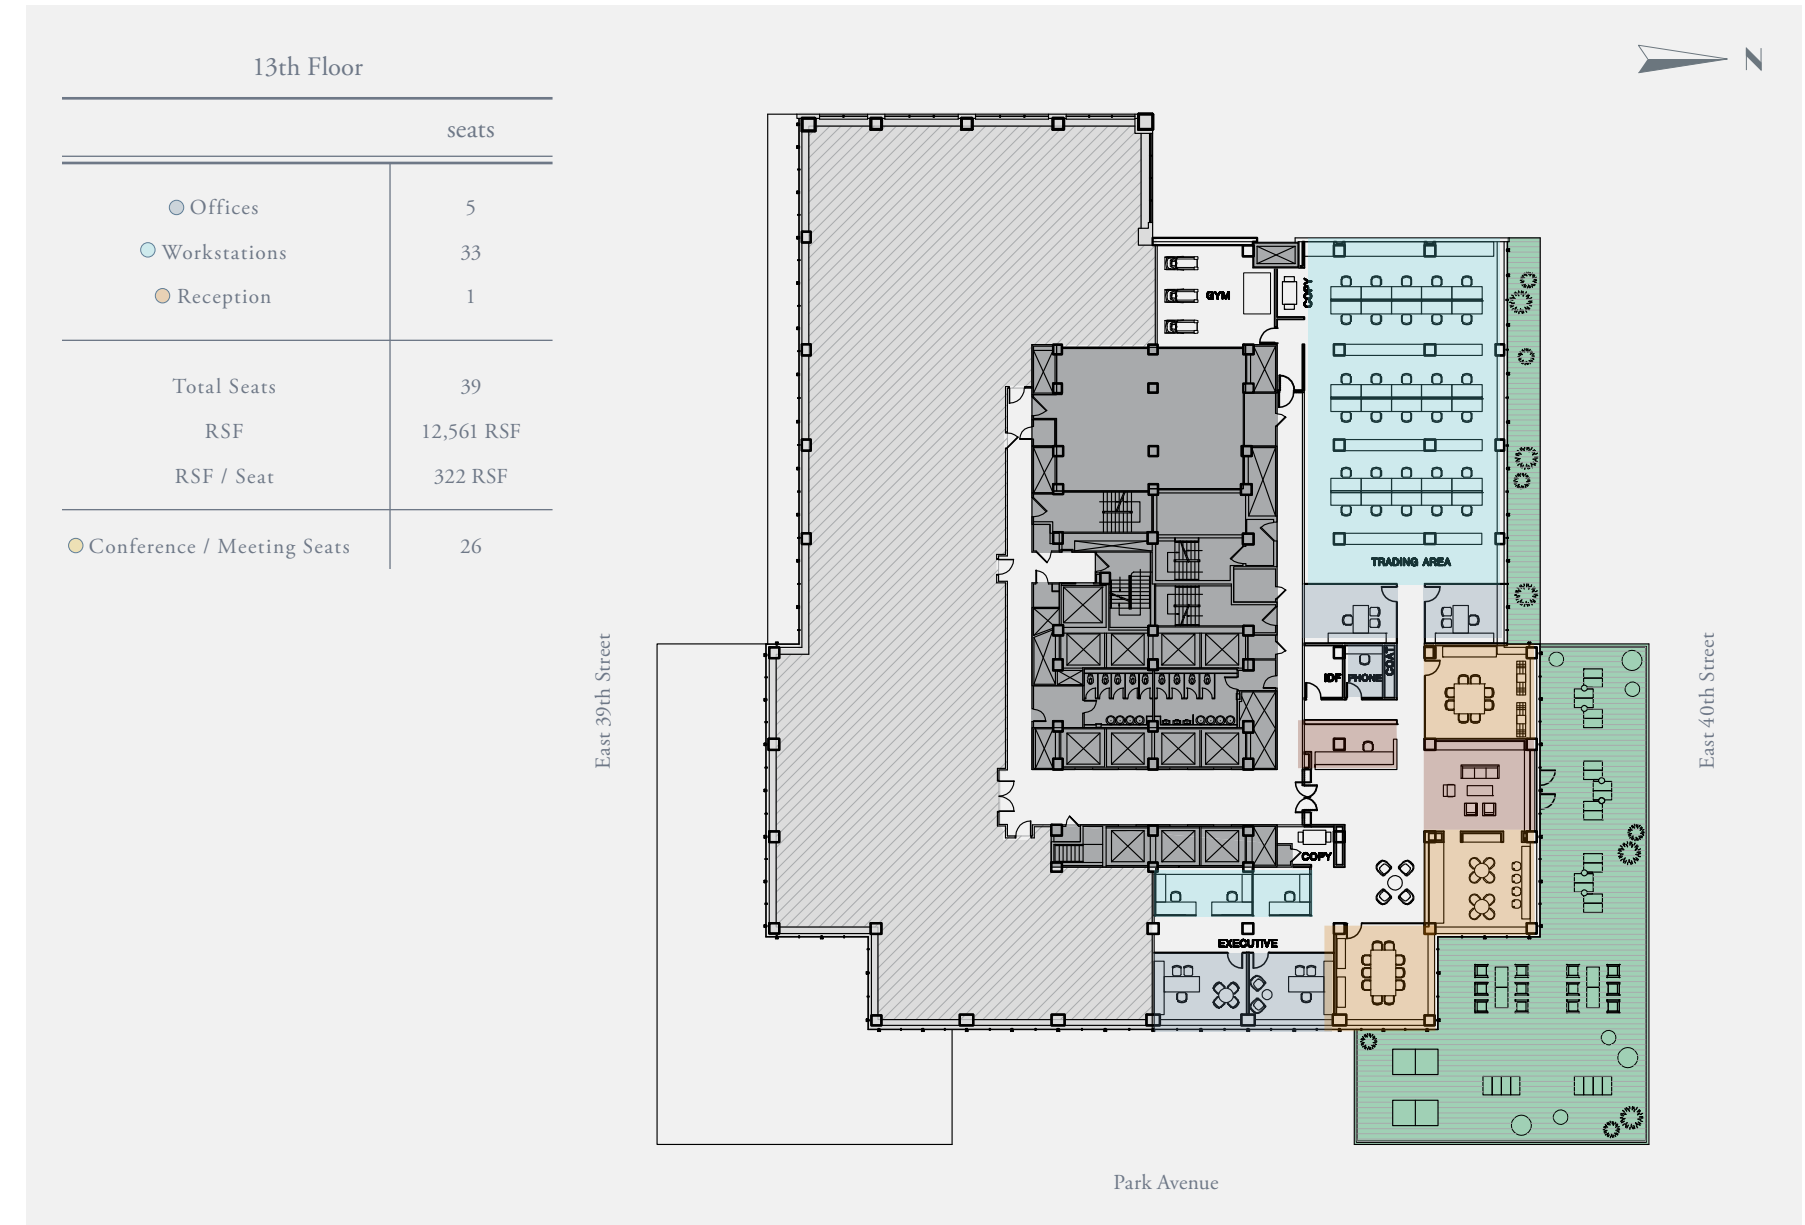 13th Floor
N
seats
Offices 5
Workstations 33
Reception 1
Total Seats 39
RSF 12,561 RSF
RSF / Seat 322 RSF
Conference / Meeting Seats 26
GYM
COPY
TRADING AREA
IDF
PHONE
COAT
COPY
EXECUTIVE
East 39th Street
East 40th Street
Park Avenue